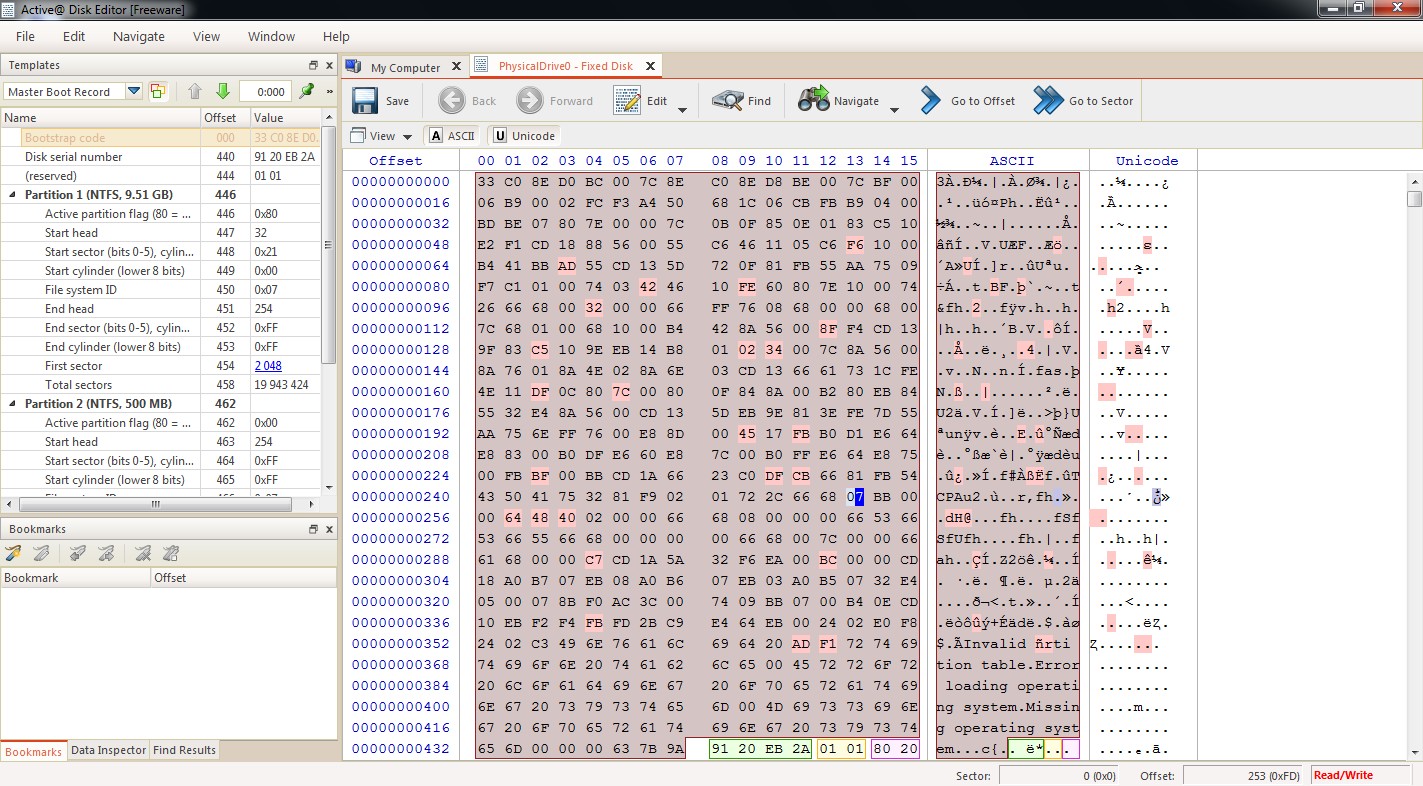 Active@ Disk Editor [Freeware]
File Edit Navigate View Window Help
Templates
Master Boot Record 0:000 »
Name Offset Value
Bootstrap code 000 33 C0 8E D0...
Disk serial number 440 91 20 EB 2A
(reserved) 444 01 01
Partition 1 (NTFS, 9.51 GB) 446
Active partition flag (80 = ... 446 0x80
Start head 447 32
Start sector (bits 0-5), cylin... 448 0x21
Start cylinder (lower 8 bits) 449 0x00
File system ID 450 0x07
End head 451 254
End sector (bits 0-5), cylin... 452 0xFF
End cylinder (lower 8 bits) 453 0xFF
First sector 454 2 048
Total sectors 458 19 943 424
Partition 2 (NTFS, 500 MB) 462
Active partition flag (80 = ... 462 0x00
Start head 463 254
Start sector (bits 0-5), cylin... 464 0xFF
Start cylinder (lower 8 bits) 465 0xFF
Bookmarks
Bookmark Offset
Bookmarks Data Inspector Find Results
My Computer PhysicalDrive0 - Fixed Disk
Save Back Forward Edit Find Navigate Go to Offset Go to Sector
View A ASCII U Unicode
Offset 00 01 02 03 04 05 06 07 08 09 10 11 12 13 14 15 ASCII Unicode
00000000000 33 C0 8E D0 BC 00 7C 8E C0 8E D8 BE 00 7C BF 00 3À.Ð¼.|.À.Ø¾.|¿.
00000000016 06 B9 00 02 FC F3 A4 50 68 1C 06 CB FB B9 04 00 .¹..üó¤Ph..Ëû¹..
00000000032 BD BE 07 80 7E 00 00 7C 0B 0F 85 0E 01 83 C5 10 ½¾..~..|......Å.
00000000048 E2 F1 CD 18 88 56 00 55 C6 46 11 05 C6 F6 10 00 âñÍ..V.UÆF..Æö..
00000000064 B4 41 BB AD 55 CD 13 5D 72 0F 81 FB 55 AA 75 09
00000000080 F7 C1 01 00 74 03 42 46 10 FE 60 80 7E 10 00 74 ÷Á..t.BF.þ`.~..t
00000000096 26 66 68 00 32 00 00 66 FF 76 08 68 00 00 68 00
00000000112 7C 68 01 00 68 10 00 B4 42 8A 56 00 8F F4 CD 13 |h..h..´B.V..ôÍ.
00000000128 9F 83 C5 10 9E EB 14 B8 01 02 34 00 7C 8A 56 00 ..Å..ë.¸..4.|.V.
00000000144 8A 76 01 8A 4E 02 8A 6E 03 CD 13 66 61 73 1C FE .v..N..n.Í.fas.þ
00000000160 4E 11 DF 0C 80 7C 00 80 0F 84 8A 00 B2 80 EB 84
00000000176 55 32 E4 8A 56 00 CD 13 5D EB 9E 81 3E FE 7D 55 U2ä.V.Í.]ë..>þ}U
00000000192 AA 75 6E FF 76 00 E8 8D 00 45 17 FB B0 D1 E6 64 ªunÿv.è..E.û°Ñæd
00000000208 E8 83 00 B0 DF E6 60 E8 7C 00 B0 FF E6 64 E8 75 è..°ßæ`è|.°ÿædèu
00000000224 00 FB BF 00 BB CD 1A 66 23 C0 DF CB 66 81 FB 54 .û¿.»Í.f#ÀßËf.ûT
00000000240 43 50 41 75 32 81 F9 02 01 72 2C 66 68 07 BB 00 CPAu2.ù..r,fh.».
00000000256 00 64 48 40 02 00 00 66 68 08 00 00 00 66 53 66 .dH@...fh....fSf
00000000272 53 66 55 66 68 00 00 00 00 66 68 00 7C 00 00 66 SfUfh....fh.|..f
00000000288 61 68 00 00 C7 CD 1A 5A 32 F6 EA 00 BC 00 00 CD ah..ÇÍ.Z2öê.¼..Í
00000000304 18 A0 B7 07 EB 08 A0 B6 07 EB 03 A0 B5 07 32 E4
00000000320 05 00 07 8B F0 AC 3C 00 74 09 BB 07 00 B4 0E CD ....ð¬<.t.»..´.Í
00000000336 10 EB F2 F4 FB FD 2B C9 E4 64 EB 00 24 02 E0 F8 .ëòôûý+Éädë.$.àø
00000000352 24 02 C3 49 6E 76 61 6C 69 64 20 AD F1 72 74 69 $.ÃInvalid ñrti
00000000368 74 69 6F 6E 20 74 61 62 6C 65 00 45 72 72 6F 72 tion table.Error
00000000384 20 6C 6F 61 64 69 6E 67 20 6F 70 65 72 61 74 69 loading operati
00000000400 6E 67 20 73 79 73 74 65 6D 00 4D 69 73 73 69 6E ng system.Missin
00000000416 67 20 6F 70 65 72 61 74 69 6E 67 20 73 79 73 74 g operating syst
00000000432 65 6D 00 00 00 63 7B 9A 91 20 EB 2A 01 01 80 20 em...c{.. ë*...
Sector: 0 (0x0) Offset: 253 (0xFD) Read/Write